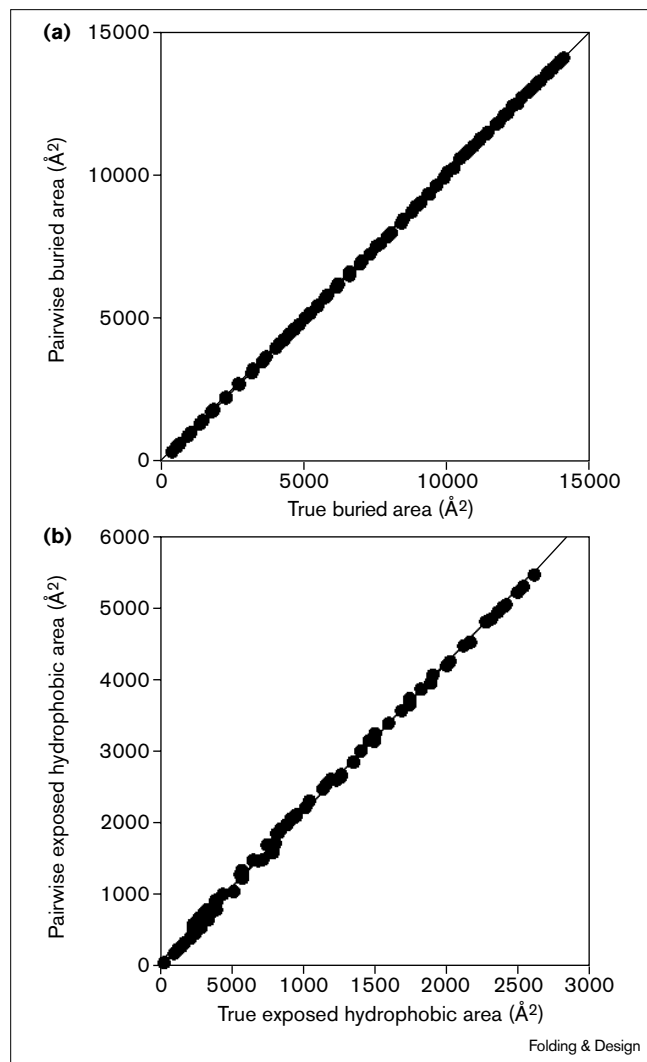 (a)
15000
10000
5000
0
Pairwise buried area (Å²)
0 5000 10000 15000
True buried area (Å²)
(b)
6000
5000
4000
3000
2000
1000
0
Pairwise exposed hydrophobic area (Å²)
0 5000 1000 1500 2000 2500 3000
True exposed hydrophobic area (Å²)
Folding & Design